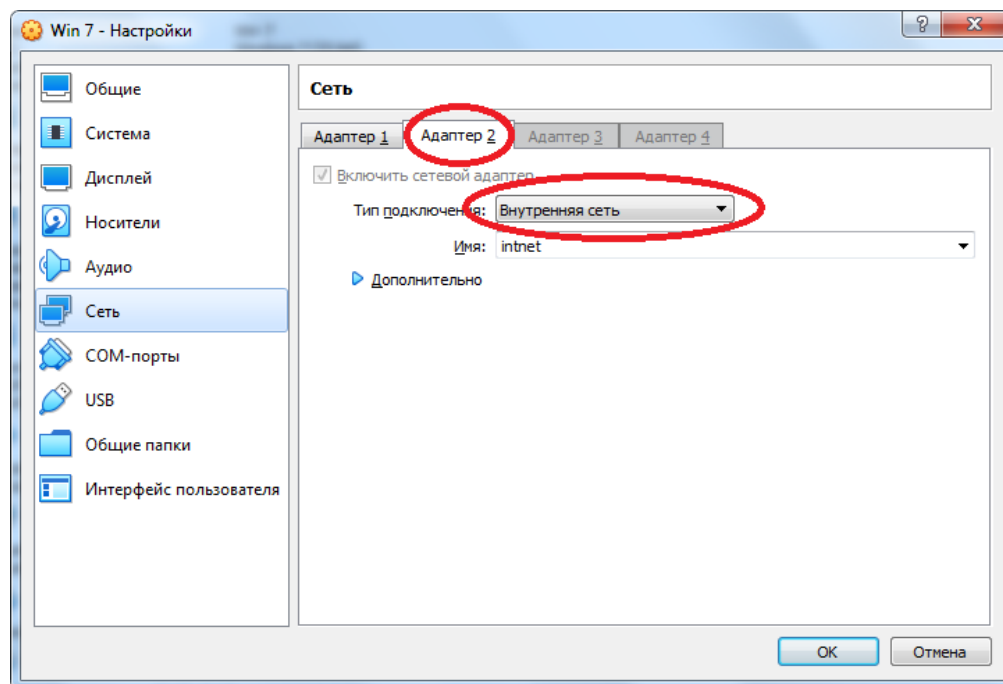 Win 7 - Настройки
Общие
Система
Дисплей
Носители
Аудио
Сеть
COM-порты
USB
Общие папки
Интерфейс пользователя
Сеть
Адаптер 1 Адаптер 2 Адаптер 3 Адаптер 4
Включить сетевой адаптер
Тип подключения: Внутренняя сеть
Имя: intnet
Дополнительно
OK Отмена